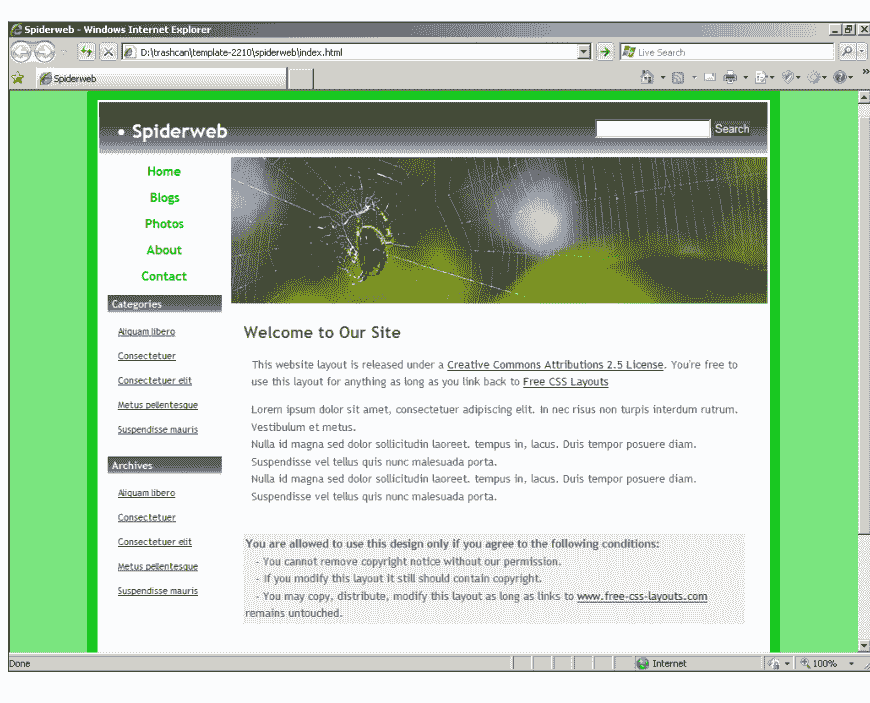 Spiderweb - Windows Internet Explorer
D:\trashcan\template-2210\spiderweb\index.html
Live Search
Spiderweb
• Spiderweb
Search
Home
Blogs
Photos
About
Contact
Categories
Aliquam libero
Consectetuer
Consectetuer elit
Metus pellentesque
Suspendisse mauris
Archives
Aliquam libero
Consectetuer
Consectetuer elit
Metus pellentesque
Suspendisse mauris
Welcome to Our Site
This website layout is released under a Creative Commons Attributions 2.5 License. You're free to
use this layout for anything as long as you link back to Free CSS Layouts
Lorem ipsum dolor sit amet, consectetuer adipiscing elit. In nec risus non turpis interdum rutrum.
Vestibulum et metus.
Nulla id magna sed dolor sollicitudin laoreet. tempus in, lacus. Duis tempor posuere diam.
Suspendisse vel tellus quis nunc malesuada porta.
Nulla id magna sed dolor sollicitudin laoreet. tempus in, lacus. Duis tempor posuere diam.
Suspendisse vel tellus quis nunc malesuada porta.
You are allowed to use this design only if you agree to the following conditions:
- You cannot remove copyright notice without our permission.
- If you modify this layout it still should contain copyright.
- You may copy, distribute, modify this layout as long as links to www.free-css-layouts.com
remains untouched.
Done
Internet
100%